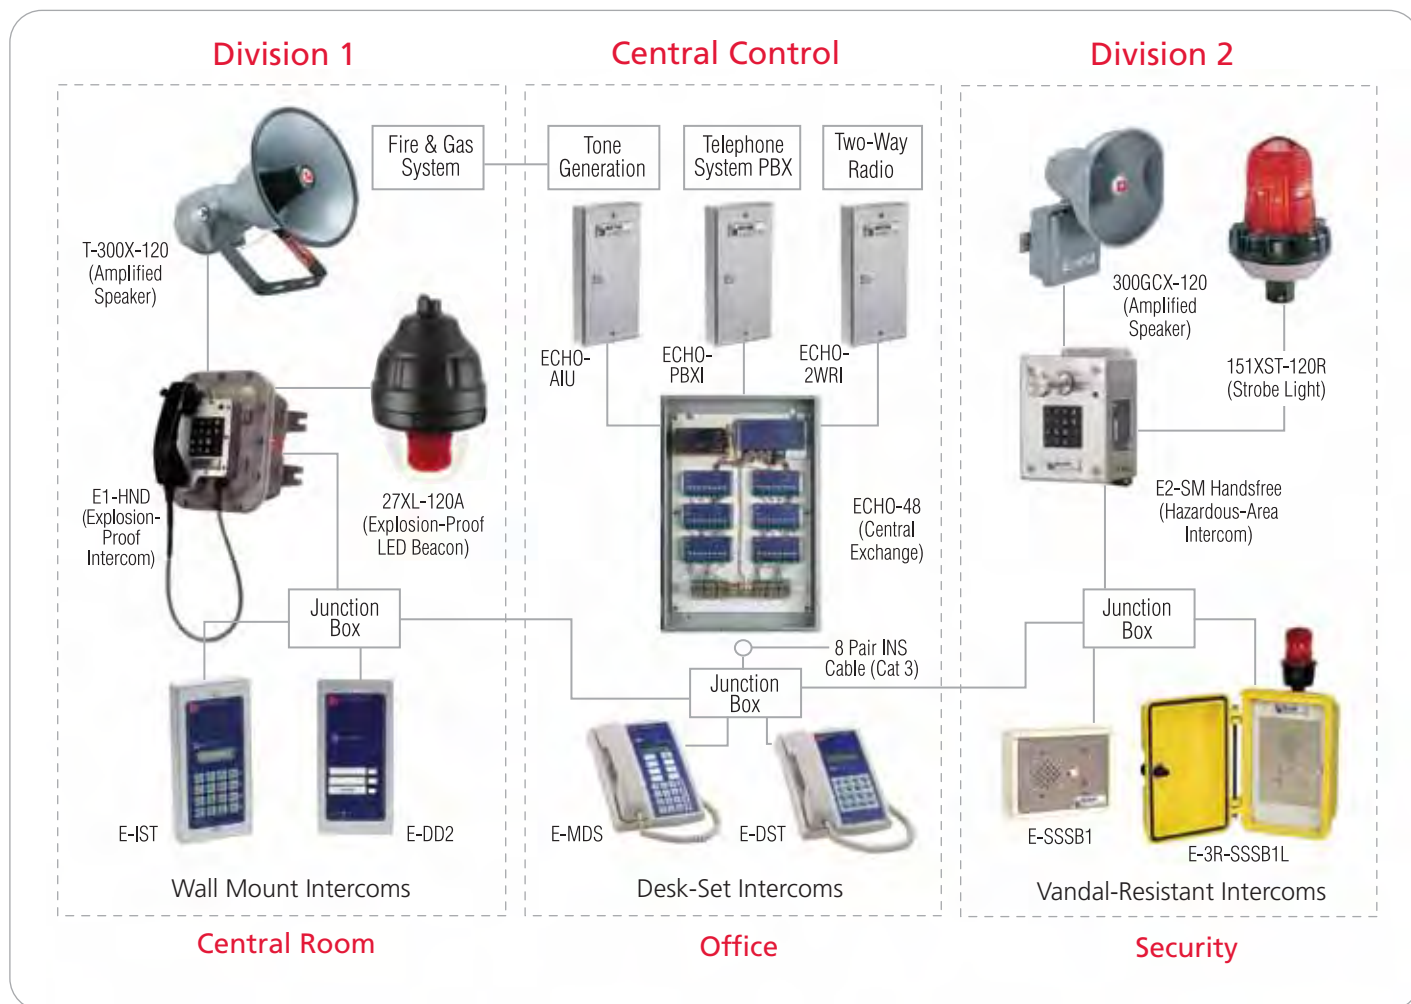 Division 1
Central Control
Division 2
Fire & Gas
System
Tone
Generation
Telephone
System PBX
Two-Way
Radio
T-300X-120
(Amplified
Speaker)
300GCX-120
(Amplified
Speaker)
151XST-120R
(Strobe Light)
ECHO-
AIU
ECHO-
PBXI
ECHO-
2WRI
E1-HND
(Explosion-
Proof
Intercom)
27XL-120A
(Explosion-Proof
LED Beacon)
ECHO-48
(Central
Exchange)
E2-SM Handsfree
(Hazardous-Area
Intercom)
Junction
Box
8 Pair INS
Cable (Cat 3)
Junction
Box
Junction
Box
E-IST
E-DD2
E-MDS
E-DST
E-SSSB1
E-3R-SSSB1L
Wall Mount Intercoms
Desk-Set Intercoms
Vandal-Resistant Intercoms
Central Room
Office
Security